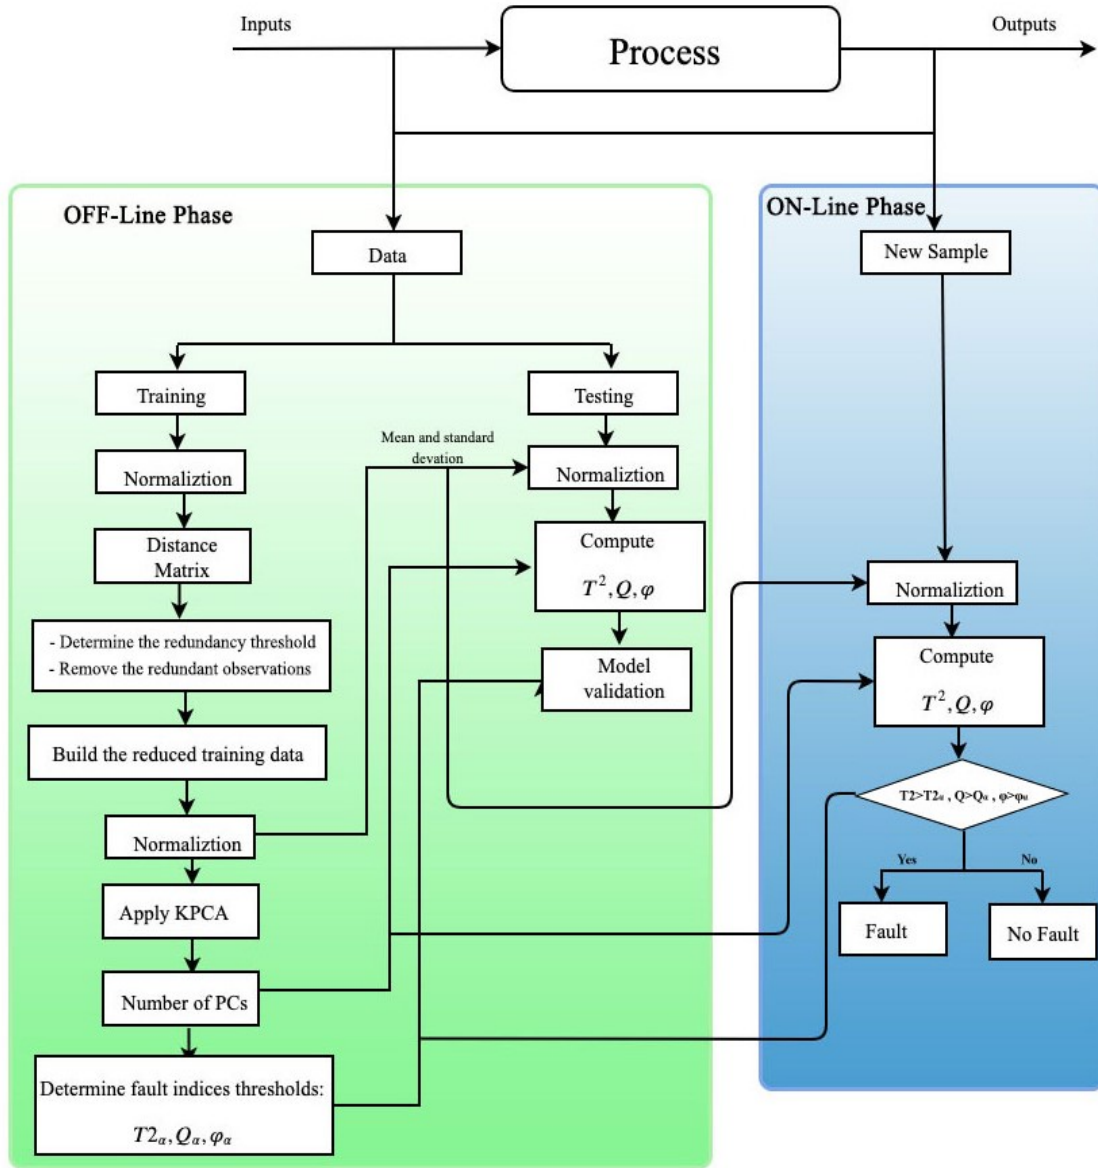 Inputs
Process
Outputs
OFF-Line Phase
Data
Training
Testing
Normaliztion
Mean and standard
devation
Normaliztion
Distance
Matrix
Compute
T², Q, φ
- Determine the redundancy threshold
- Remove the redundant observations
Model
validation
Build the reduced training data
Normaliztion
Apply KPCA
Number of PCs
Determine fault indices thresholds:
T2α, Qα, φα
ON-Line Phase
New Sample
Normaliztion
Compute
T², Q, φ
T2>T2α , Q>Qα , φ>φα
Yes
No
Fault
No Fault